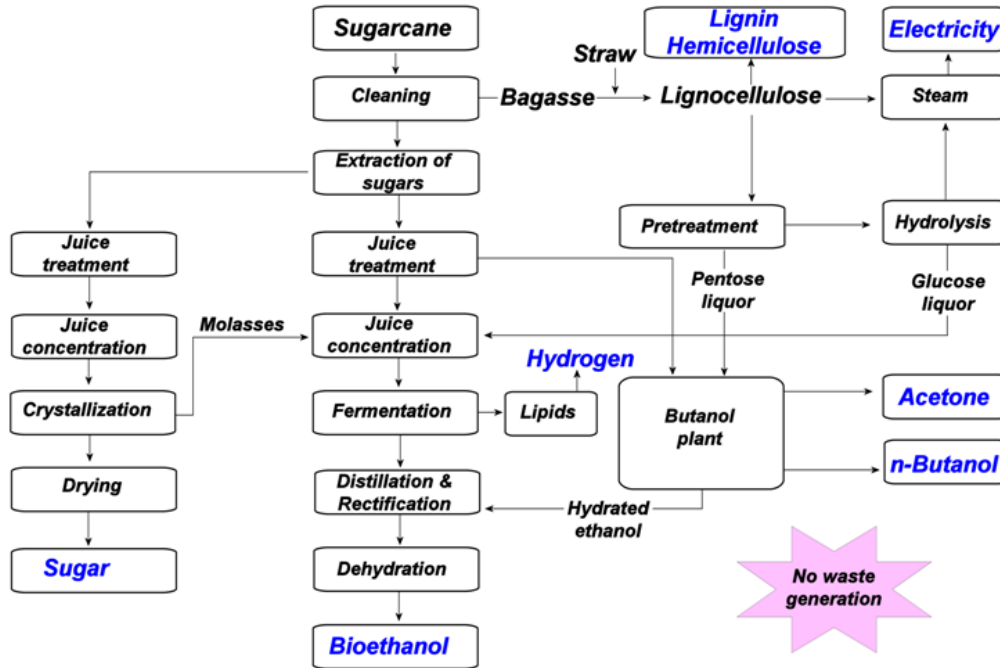 Sugarcane
Lignin
Hemicellulose
Electricity
Straw
Cleaning
Bagasse
Lignocellulose
Steam
Extraction of
sugars
Juice
treatment
Juice
treatment
Pretreatment
Hydrolysis
Pentose
liquor
Glucose
liquor
Juice
concentration
Molasses
Juice
concentration
Hydrogen
Crystallization
Fermentation
Lipids
Butanol
plant
Acetone
n-Butanol
Drying
Distillation &
Rectification
Hydrated
ethanol
Sugar
Dehydration
No waste
generation
Bioethanol